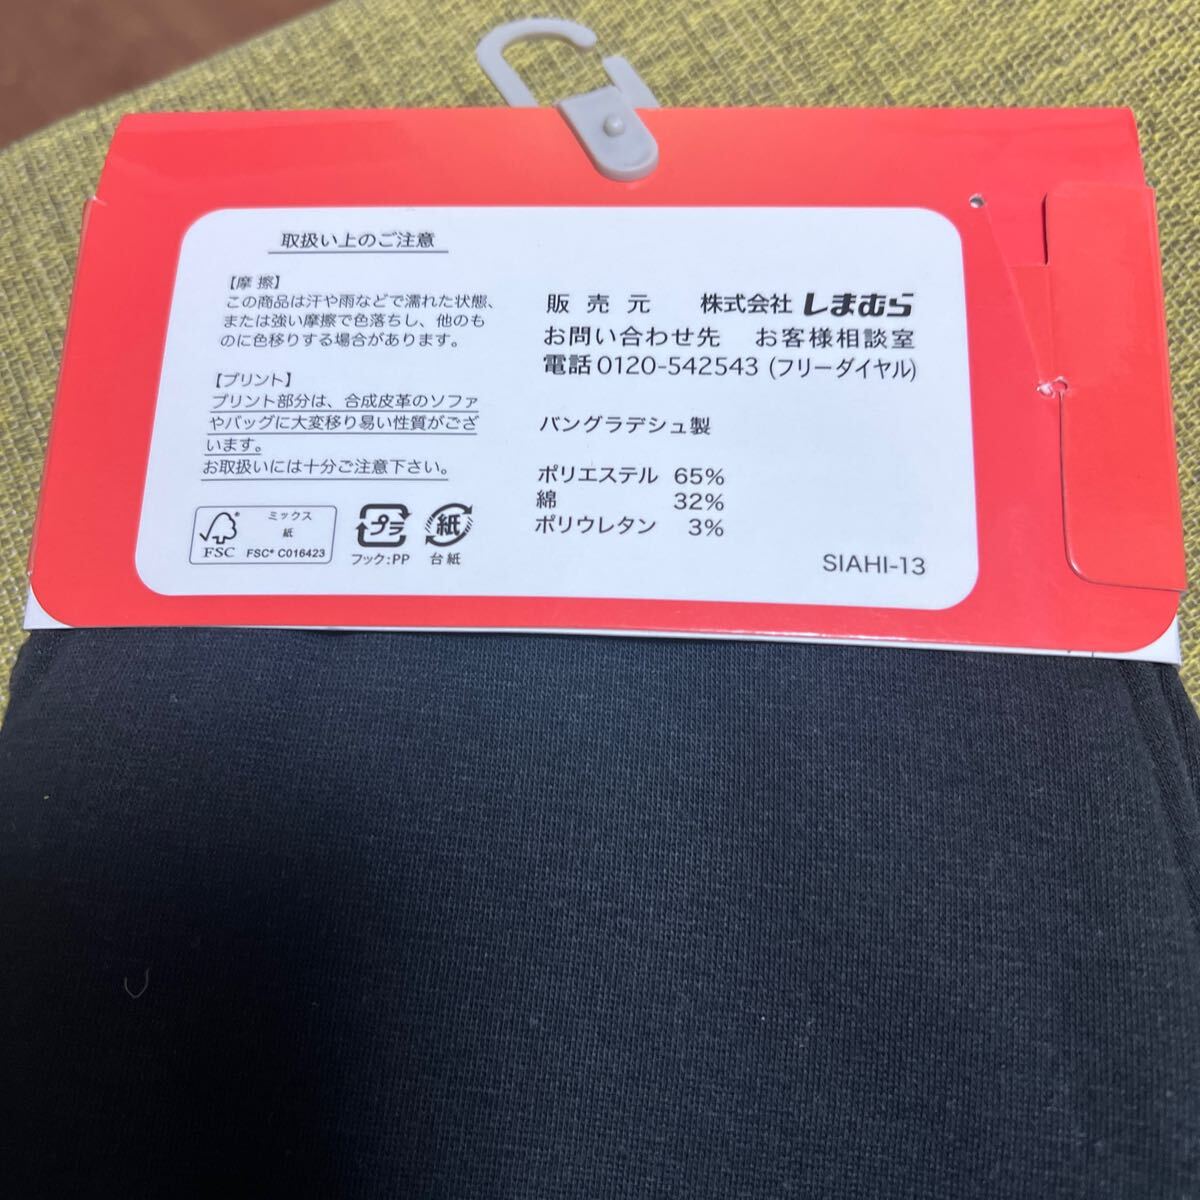 取扱い上のご注意
【摩 擦】
この商品は汗や雨などで濡れた状態、
または強い摩擦で色落ちし、他のも
のに色移りする場合があります。
【プリント】
プリント部分は、合成皮革のソファ
やバッグに大変移り易い性質がござ
います。
お取扱いには十分ご注意下さい。
FSC®
FSC
ミックス
紙
FSC® C016423
プラ
フック:PP
紙
台紙
販 売 元 株式会社 しまむら
お問い合わせ先 お客様相談室
電話 0120-542543 (フリーダイヤル)
バングラデシュ製
ポリエステル 65%
綿 32%
ポリウレタン 3%
SIAHI-13